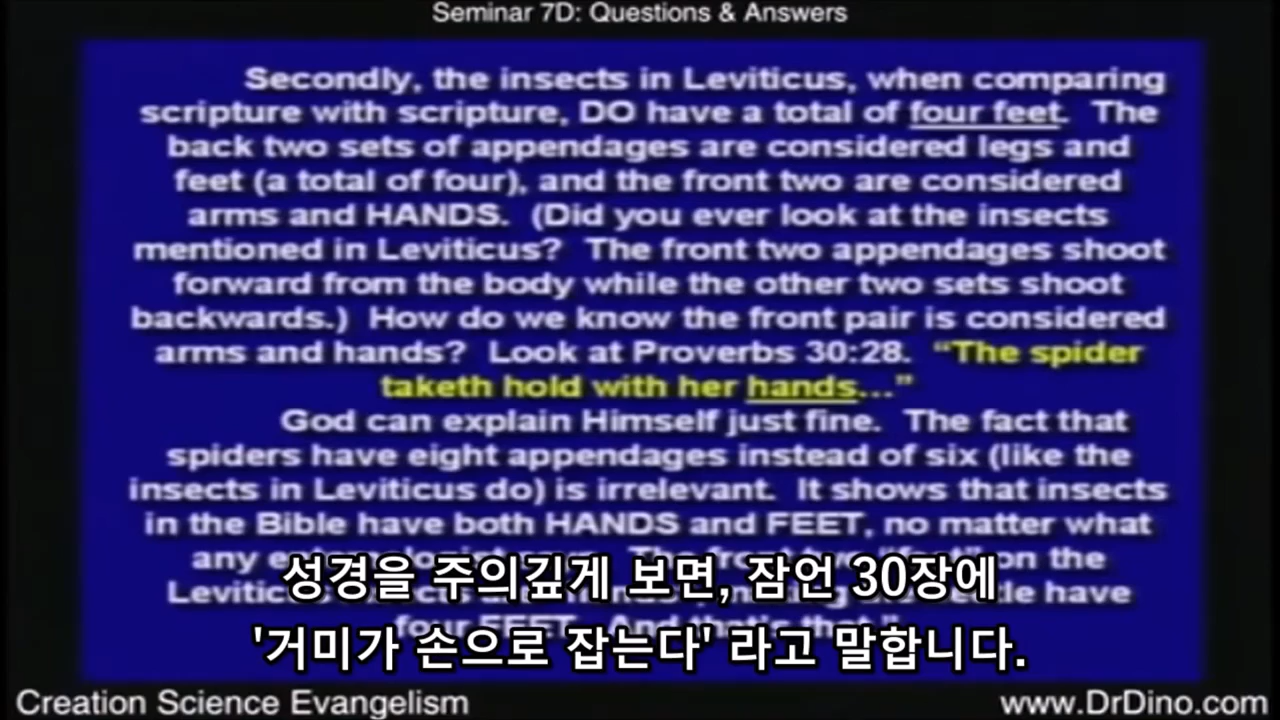 Seminar 7D: Questions & Answers
Secondly, the insects in Leviticus, when comparing
scripture with scripture, DO have a total of four feet. The
back two sets of appendages are considered legs and
feet (a total of four), and the front two are considered
arms and HANDS. (Did you ever look at the insects
mentioned in Leviticus? The front two appendages shoot
forward from the body while the other two sets shoot
backwards.) How do we know the front pair is considered
arms and hands? Look at Proverbs 30:28. “The spider
taketh hold with her hands...”
God can explain Himself just fine. The fact that
spiders have eight appendages instead of six (like the
insects in Leviticus do) is irrelevant. It shows that insects
in the Bible have both HANDS and FEET, no matter what
any on the
성경을 주의깊게 보면, 잠언 30장에
have
'거미가 손으로 잡는다' 라고 말합니다.
Creation Science Evangelism
www.DrDino.com